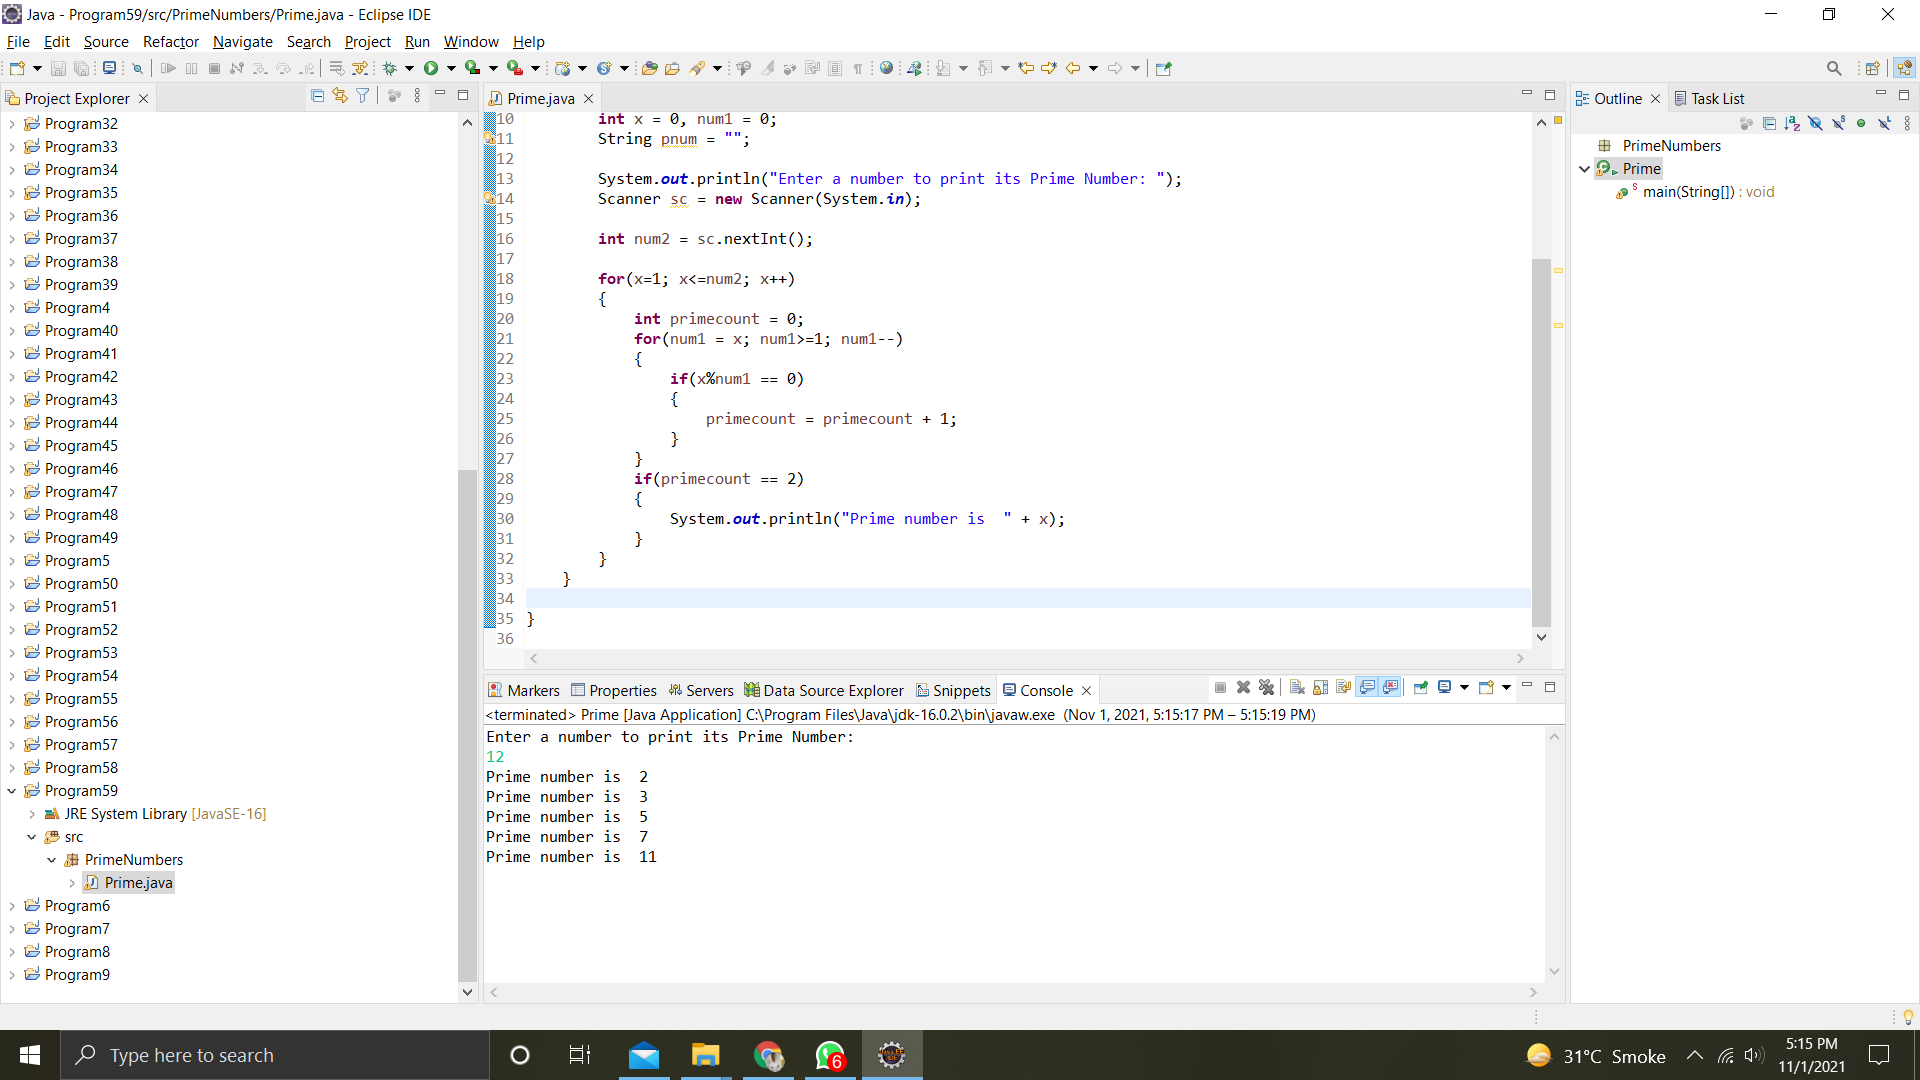 Java - Program59/src/PrimeNumbers/Prime.java - Eclipse IDE
File Edit Source Refactor Navigate Search Project Run Window Help
Project Explorer
Program32
Program33
Program34
Program35
Program36
Program37
Program38
Program39
Program4
Program40
Program41
Program42
Program43
Program44
Program45
Program46
Program47
Program48
Program49
Program5
Program50
Program51
Program52
Program53
Program54
Program55
Program56
Program57
Program58
Program59
JRE System Library [JavaSE-16]
src
PrimeNumbers
Prime.java
Program6
Program7
Program8
Program9
Prime.java
10 int x = 0, num1 = 0;
11 String pnum = "";
12
13 System.out.println("Enter a number to print its Prime Number: ");
14 Scanner sc = new Scanner(System.in);
15
16 int num2 = sc.nextInt();
17
18 for(x=1; x<=num2; x++)
19 {
20 int primecount = 0;
21 for(num1 = x; num1>=1; num1--)
22 {
23 if(x%num1 == 0)
24 {
25 primecount = primecount + 1;
26 }
27 }
28 if(primecount == 2)
29 {
30 System.out.println("Prime number is  " + x);
31 }
32 }
33 }
34
35 }
36
Markers Properties Servers Data Source Explorer Snippets Console
<terminated> Prime [Java Application] C:\Program Files\Java\jdk-16.0.2\bin\javaw.exe (Nov 1, 2021, 5:15:17 PM – 5:15:19 PM)
Enter a number to print its Prime Number:
12
Prime number is  2
Prime number is  3
Prime number is  5
Prime number is  7
Prime number is  11
Outline Task List
PrimeNumbers
Prime
main(String[]) : void
Type here to search
6
31°C Smoke
5:15 PM
11/1/2021